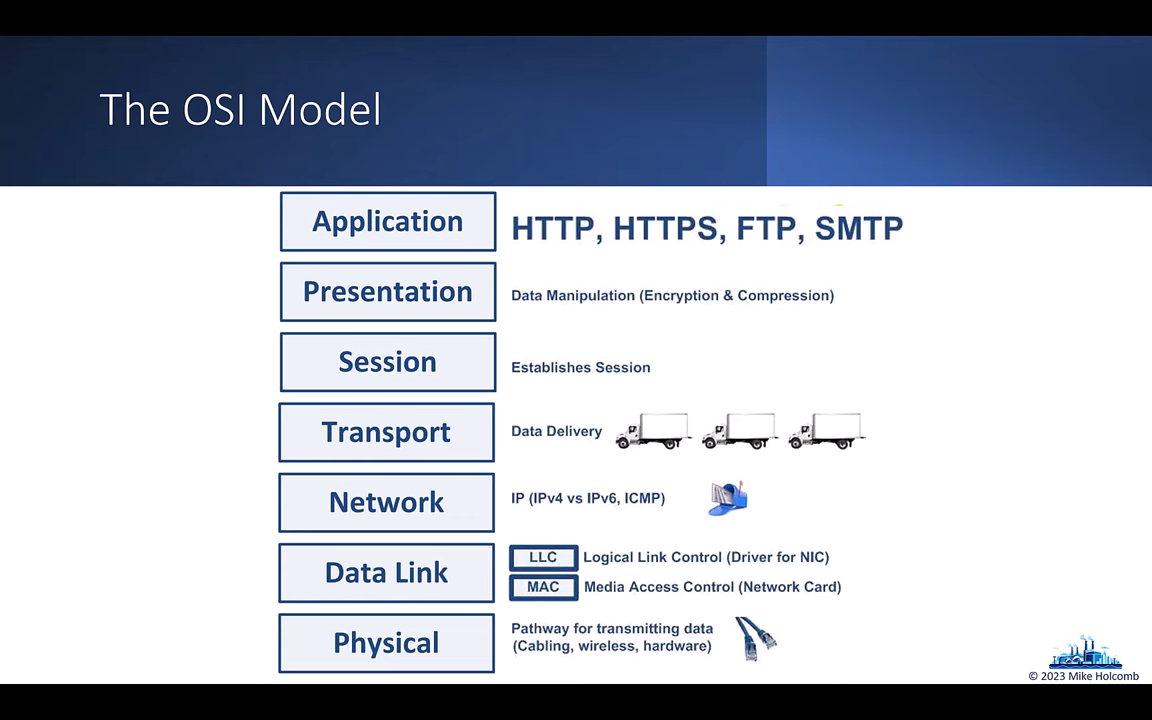 The OSI Model
Application
HTTP, HTTPS, FTP, SMTP
Presentation
Data Manipulation (Encryption & Compression)
Session
Establishes Session
Transport
Data Delivery
Network
IP (IPv4 vs IPv6, ICMP)
Data Link
LLC Logical Link Control (Driver for NIC)
MAC Media Access Control (Network Card)
Physical
Pathway for transmitting data
(Cabling, wireless, hardware)
© 2023 Mike Holcomb